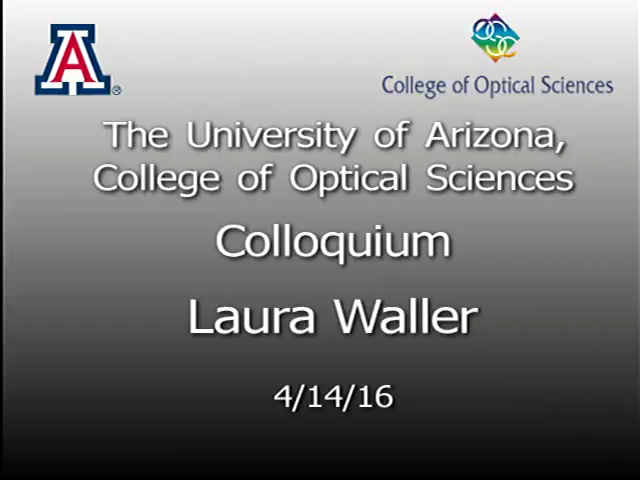 A®
College of Optical Sciences
The University of Arizona,
College of Optical Sciences
Colloquium
Laura Waller
4/14/16